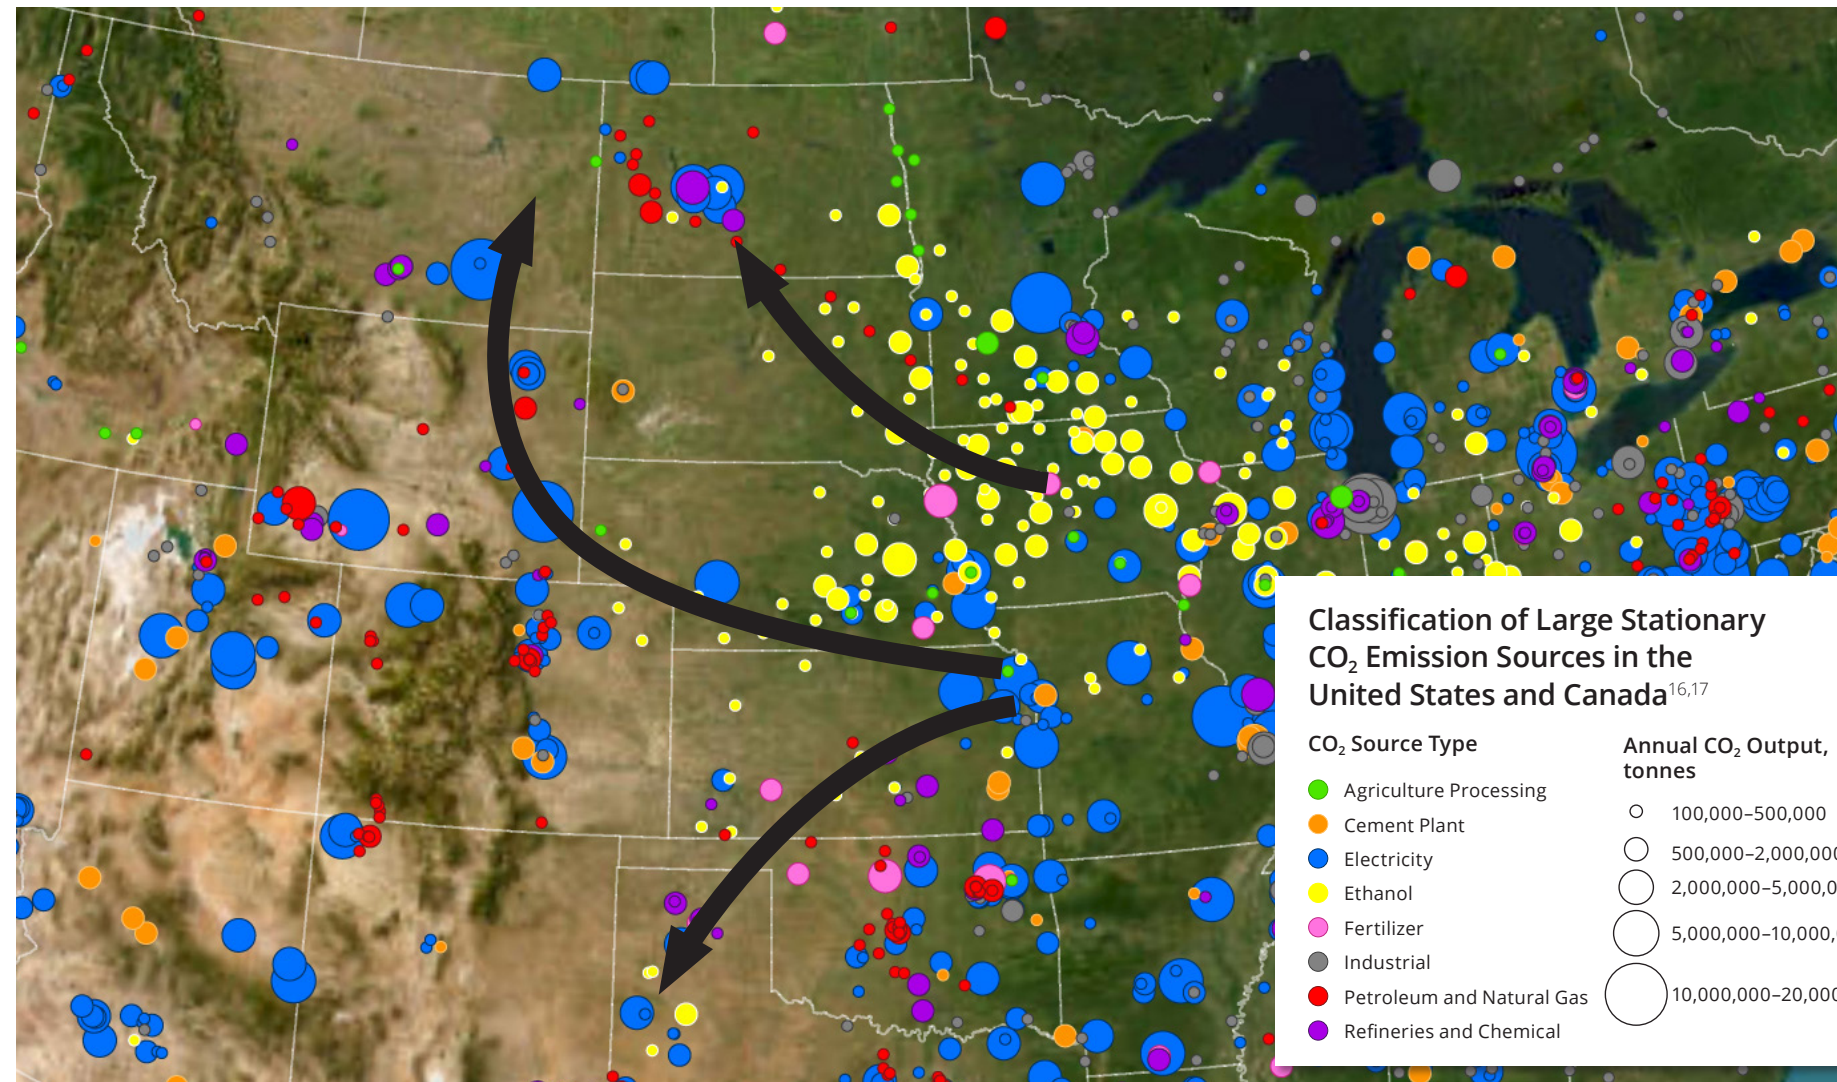 Classification of Large Stationary
CO₂ Emission Sources in the
United States and Canada¹⁶,¹⁷
CO₂ Source Type
Agriculture Processing
Cement Plant
Electricity
Ethanol
Fertilizer
Industrial
Petroleum and Natural Gas
Refineries and Chemical
Annual CO₂ Output,
tonnes
100,000–500,000
500,000–2,000,000
2,000,000–5,000,0
5,000,000–10,000,
10,000,000–20,000